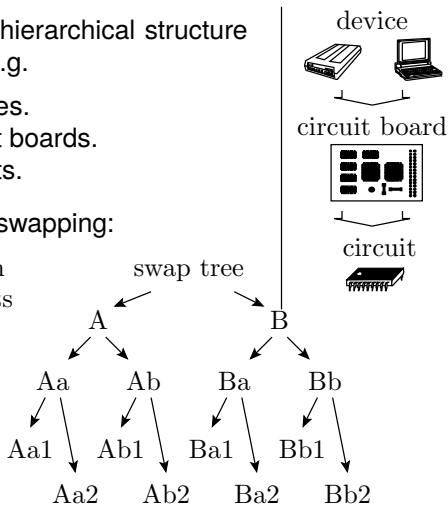 hierarchical structure
.g.
es.
t boards.
ts.
swapping:
n
ss
swap tree
A B
Aa Ab Ba Bb
Aa1 Ab1 Ba1 Bb1
Aa2 Ab2 Ba2 Bb2
device
circuit board
circuit